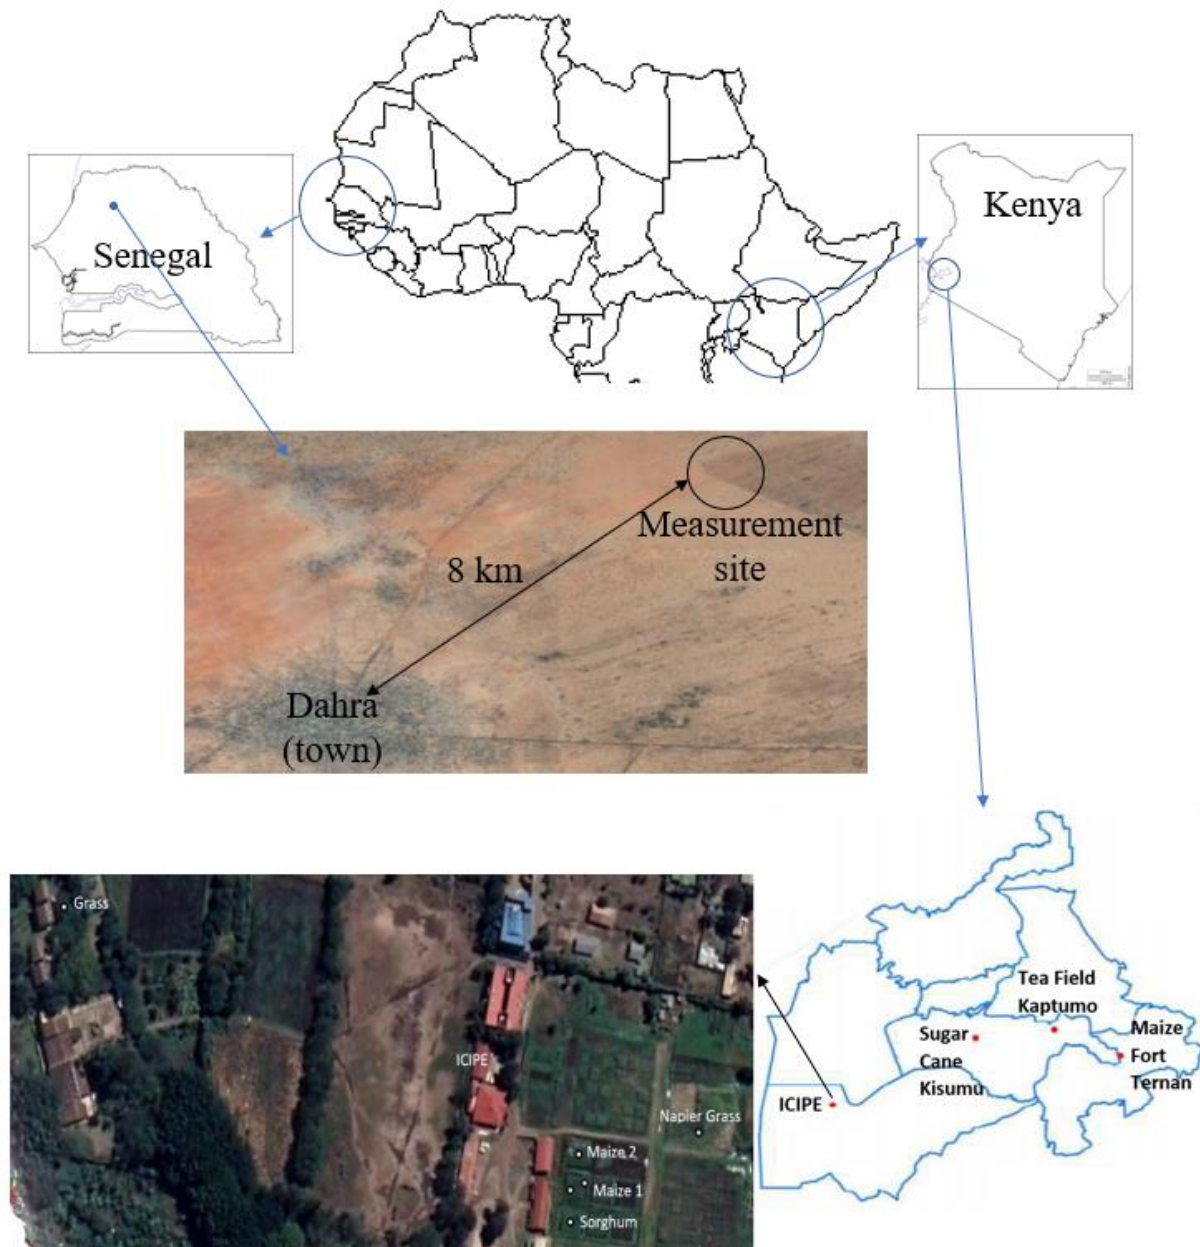 Senegal
Kenya
Measurement
site
8 km
Dahra
(town)
Grass
ICIPE
Napier Grass
Maize 2
Maize 1
Sorghum
Tea Field
Kaptumo
Sugar
Cane
Kisumu
Maize
Fort
Ternan
ICIPE